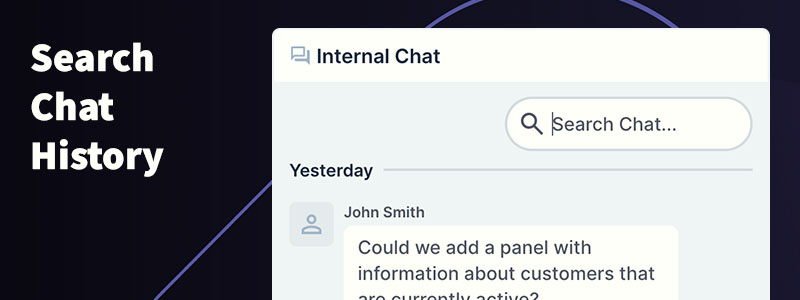 Search
Chat
History
Internal Chat
Search Chat...
Yesterday
John Smith
Could we add a panel with
information about customers that
are currently active?